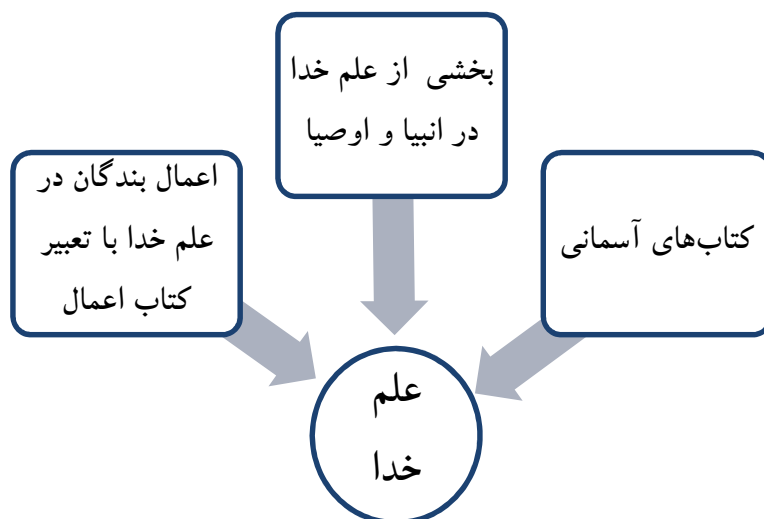 بخشی از علم خدا
در انبیا و اوصیا
کتاب‌های آسمانی
اعمال بندگان در
علم خدا با تعبیر
کتاب اعمال
علم
خدا